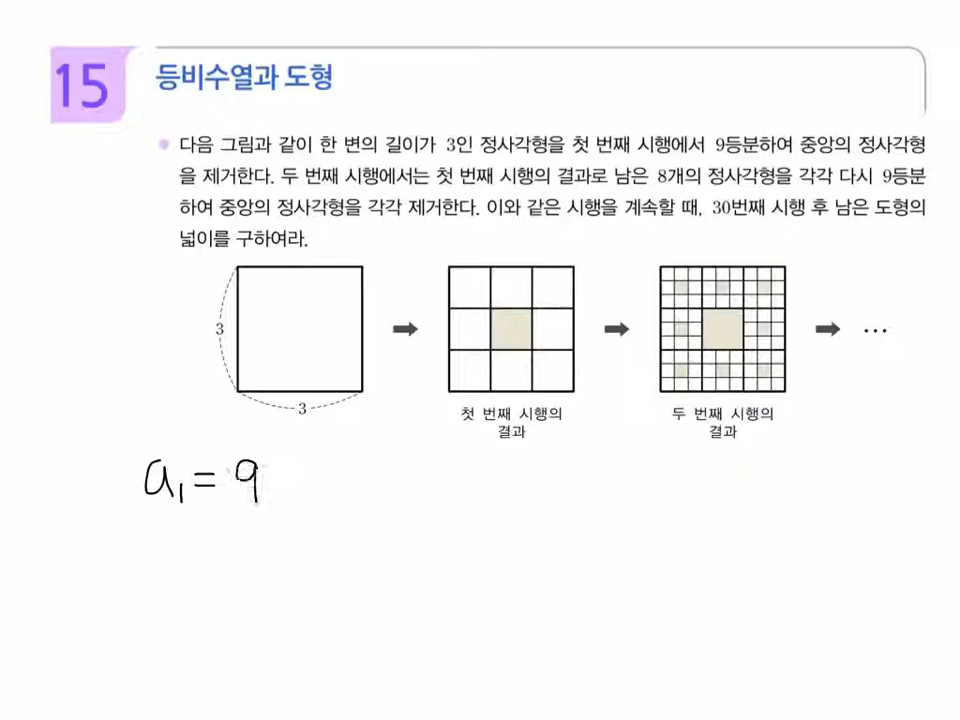 15
등비수열과 도형
다음 그림과 같이 한 변의 길이가 3인 정사각형을 첫 번째 시행에서 9등분하여 중앙의 정사각형
을 제거한다. 두 번째 시행에서는 첫 번째 시행의 결과로 남은 8개의 정사각형을 각각 다시 9등분
하여 중앙의 정사각형을 각각 제거한다. 이와 같은 시행을 계속할 때, 30번째 시행 후 남은 도형의
넓이를 구하여라.
3
3
…
첫 번째 시행의
결과
두 번째 시행의
결과
a₁ = 9